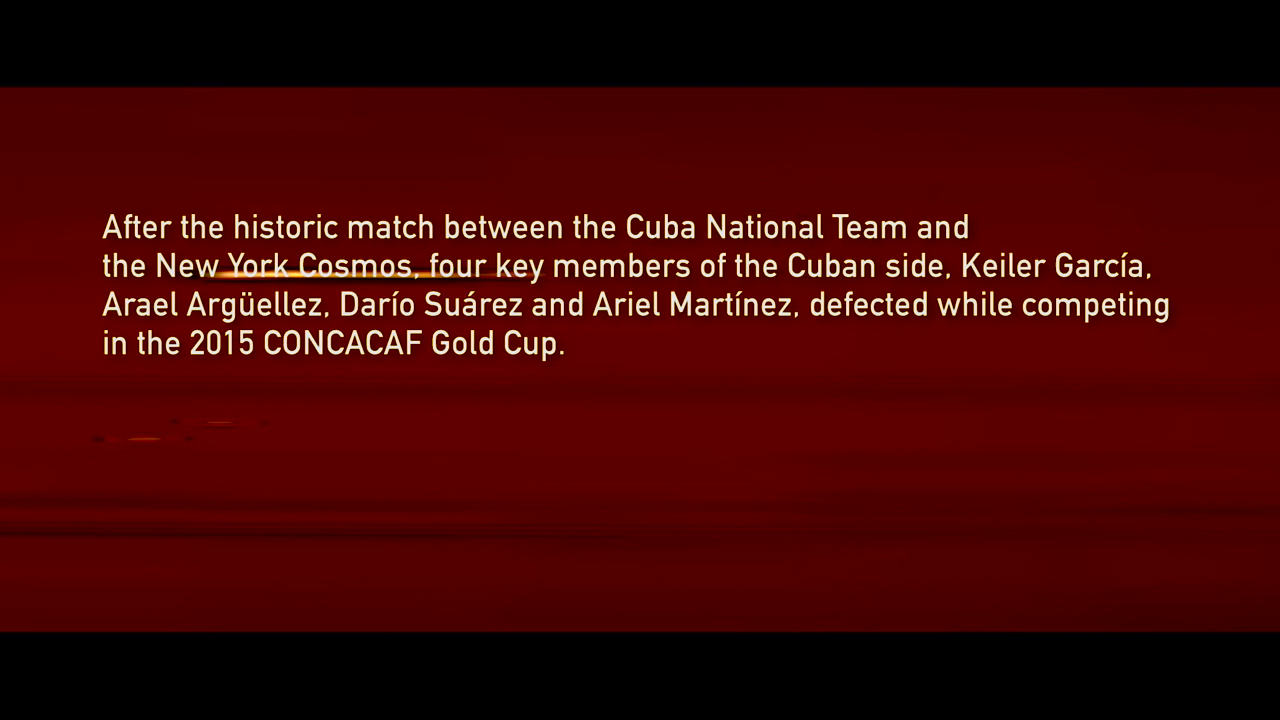 After the historic match between the Cuba National Team and
the New York Cosmos, four key members of the Cuban side, Keiler García,
Arael Argüellez, Darío Suárez and Ariel Martínez, defected while competing
in the 2015 CONCACAF Gold Cup.